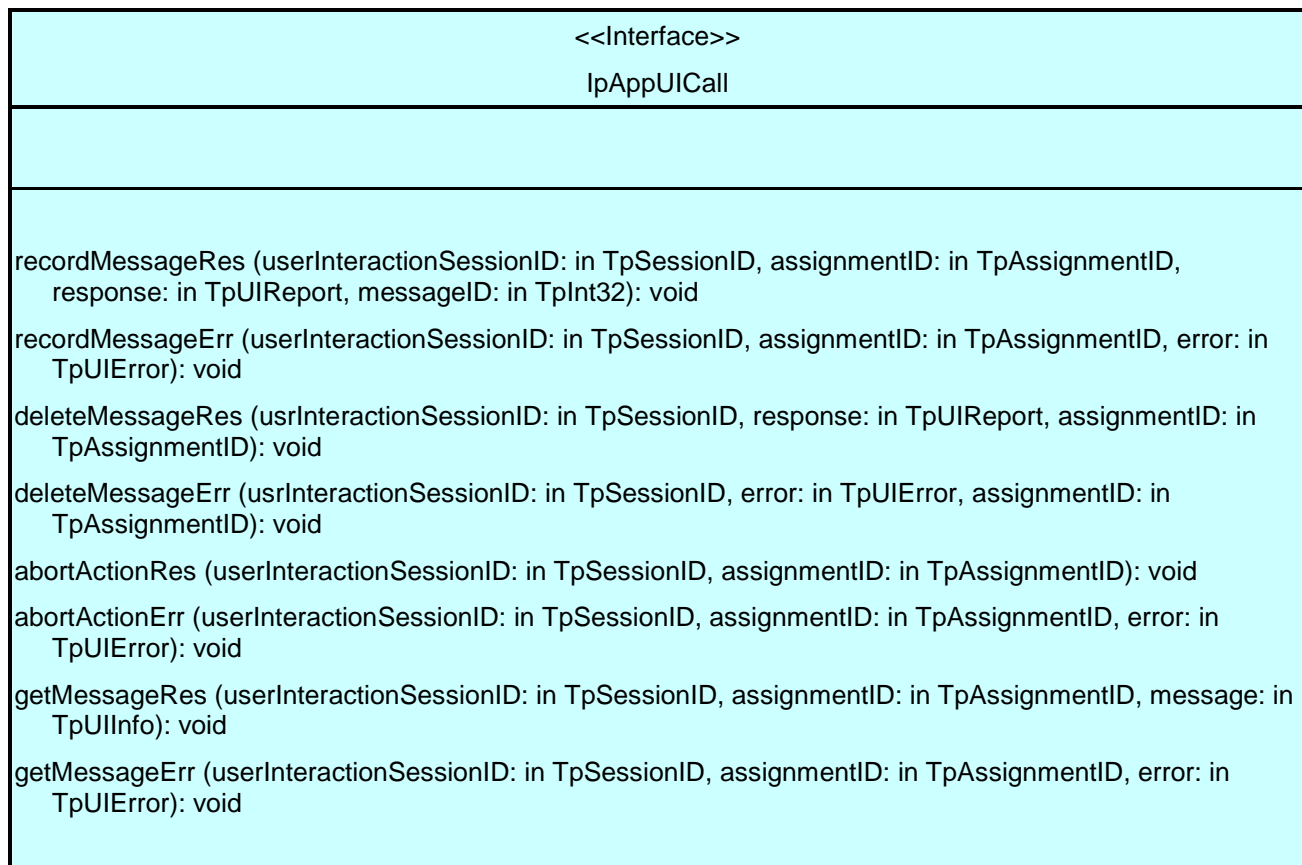 <<Interface>>
IpAppUICall
recordMessageRes (userInteractionSessionID: in TpSessionID, assignmentID: in TpAssignmentID,
response: in TpUIReport, messageID: in TpInt32): void
recordMessageErr (userInteractionSessionID: in TpSessionID, assignmentID: in TpAssignmentID, error: in
TpUIError): void
deleteMessageRes (usrInteractionSessionID: in TpSessionID, response: in TpUIReport, assignmentID: in
TpAssignmentID): void
deleteMessageErr (usrInteractionSessionID: in TpSessionID, error: in TpUIError, assignmentID: in
TpAssignmentID): void
abortActionRes (userInteractionSessionID: in TpSessionID, assignmentID: in TpAssignmentID): void
abortActionErr (userInteractionSessionID: in TpSessionID, assignmentID: in TpAssignmentID, error: in
TpUIError): void
getMessageRes (userInteractionSessionID: in TpSessionID, assignmentID: in TpAssignmentID, message: in
TpUIInfo): void
getMessageErr (userInteractionSessionID: in TpSessionID, assignmentID: in TpAssignmentID, error: in
TpUIError): void